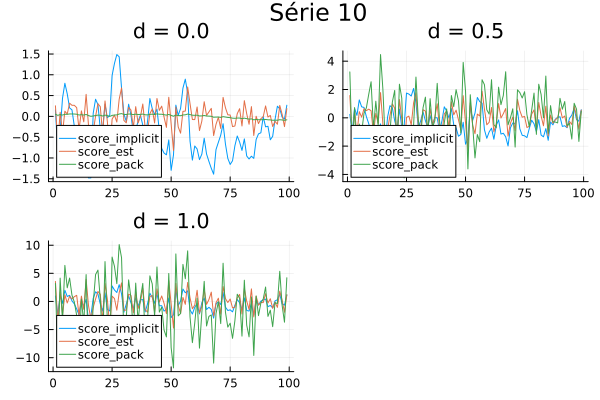 Série 10
d = 0.0
1.5
1.0
0.5
0.0
−0.5
−1.0
−1.5
score_implicit
score_est
score_pack
0 25 50 75 100
d = 0.5
4
2
0
−2
−4
score_implicit
score_est
score_pack
0 25 50 75 100
d = 1.0
10
5
0
−5
−10
score_implicit
score_est
score_pack
0 25 50 75 100